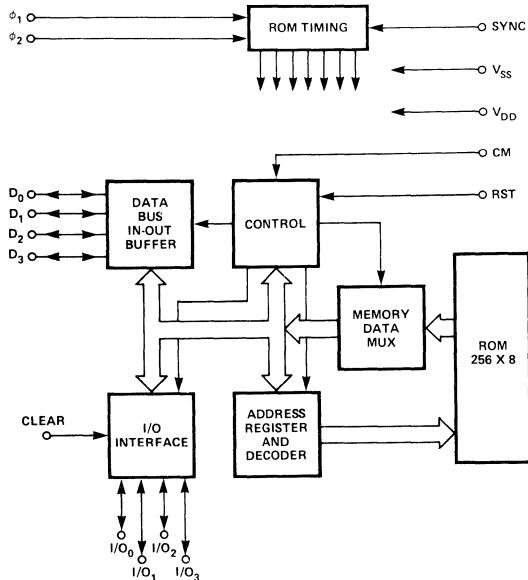 ϕ1
ϕ2
ROM TIMING
SYNC
VSS
VDD
CM
RST
D0
D1
D2
D3
DATA
BUS
IN-OUT
BUFFER
CONTROL
MEMORY
DATA
MUX
ROM
256 X 8
CLEAR
I/O
INTERFACE
ADDRESS
REGISTER
AND
DECODER
I/O0
I/O1
I/O2
I/O3